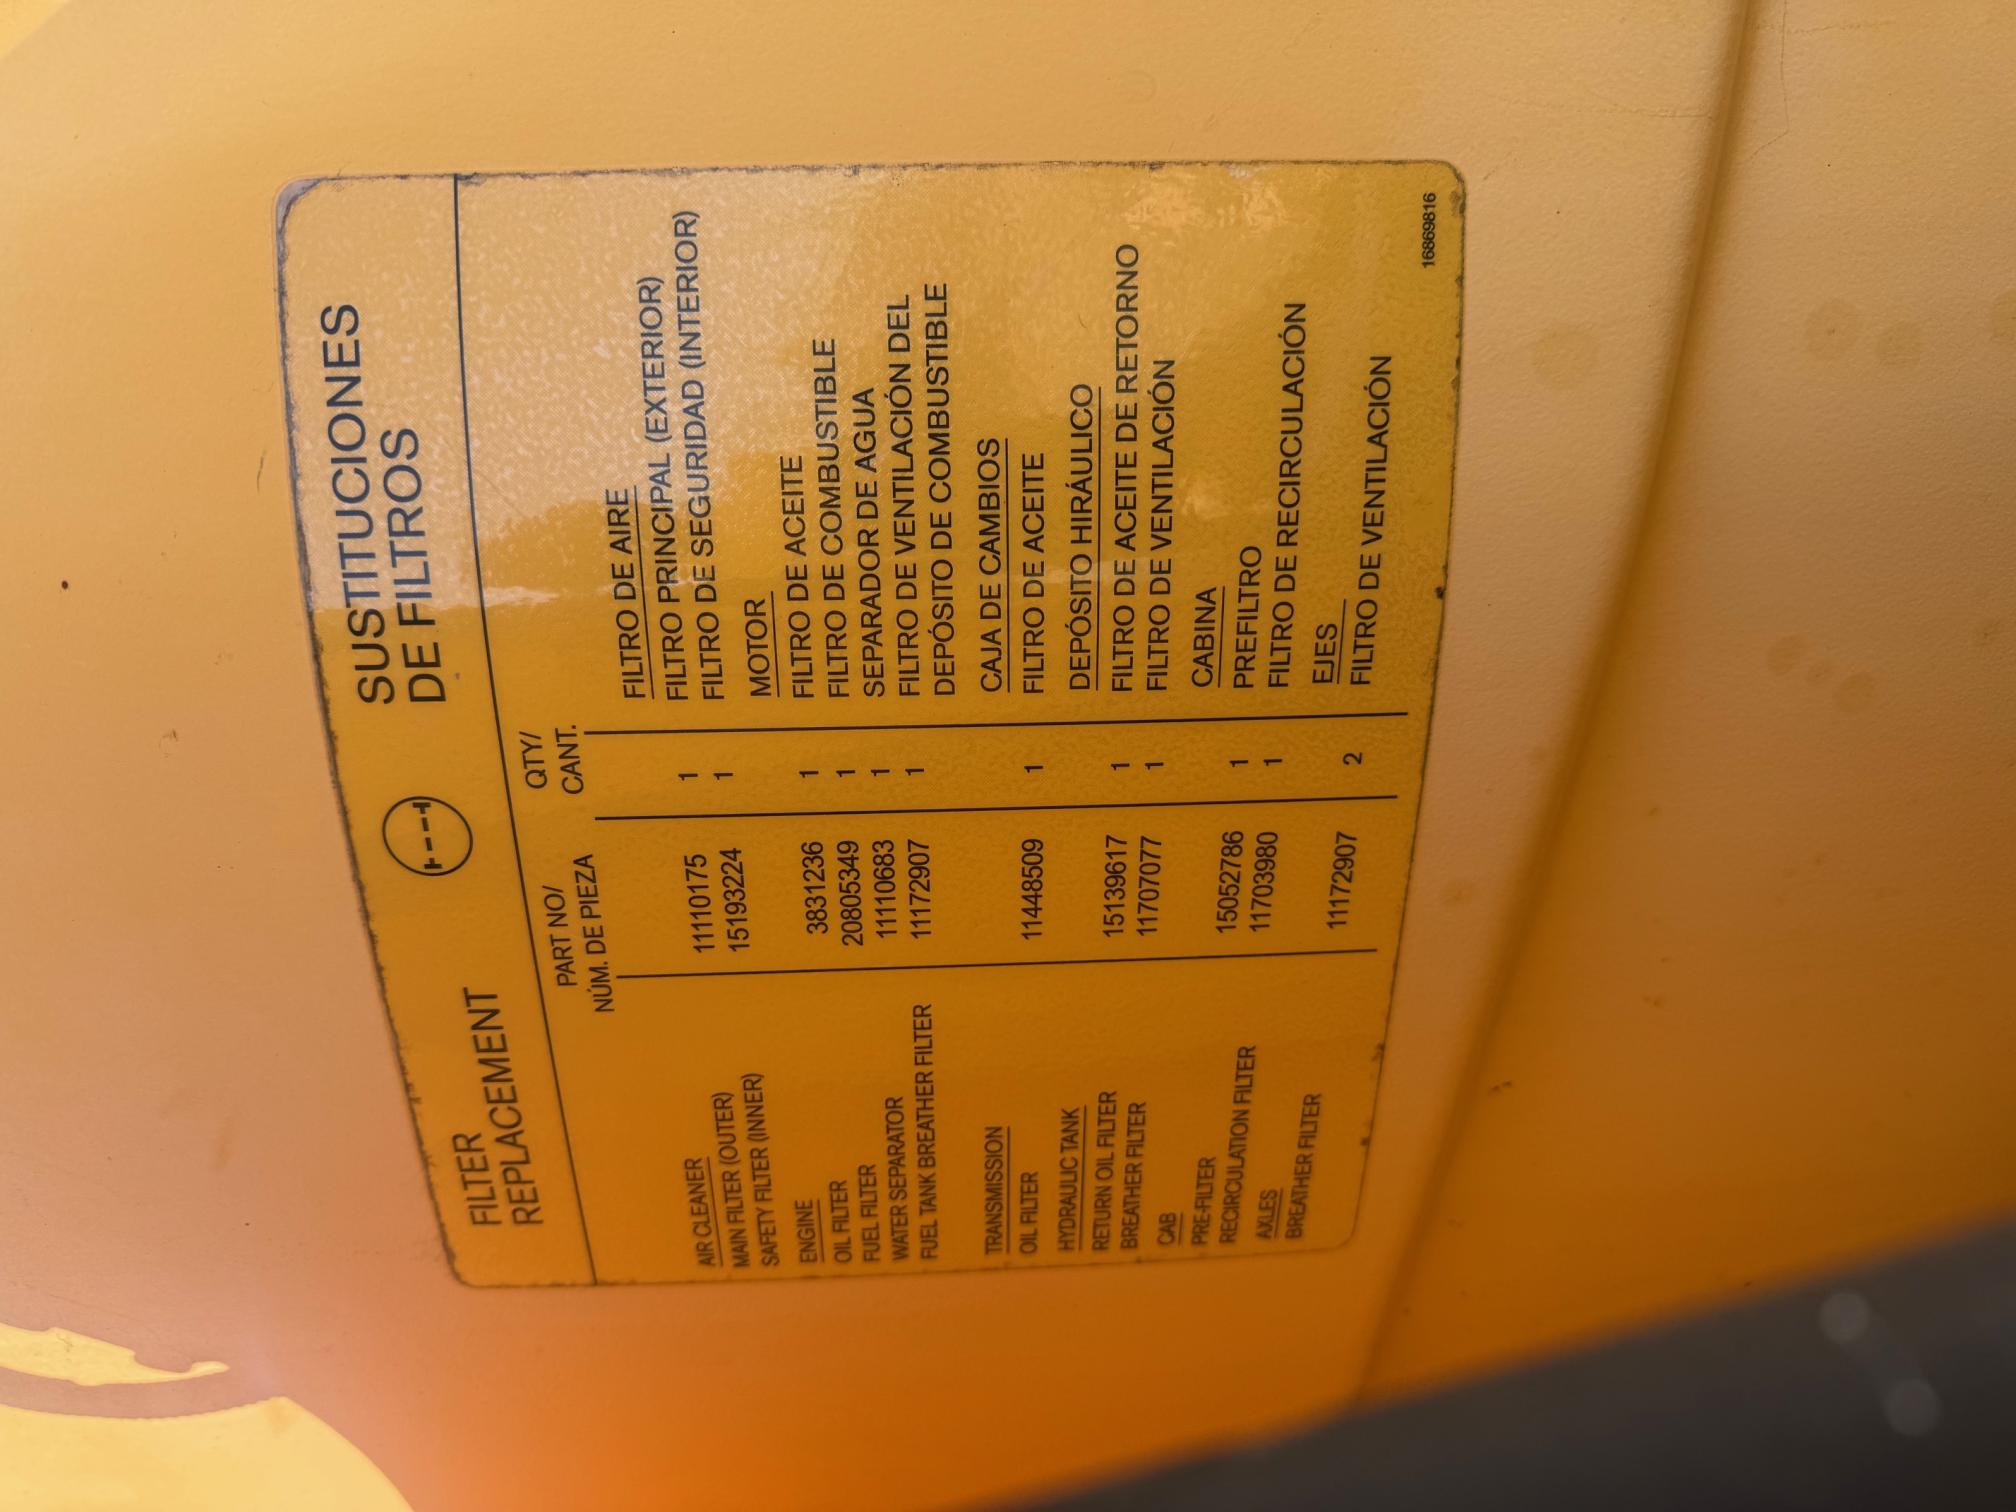 FILTER
REPLACEMENT
SUSTITUCIONES
DE FILTROS
PART NO/
NÚM. DE PIEZA
QTY/
CANT.
AIR CLEANER
FILTRO DE AIRE
MAIN FILTER (OUTER) 11110175 1 FILTRO PRINCIPAL (EXTERIOR)
SAFETY FILTER (INNER) 15193224 1 FILTRO DE SEGURIDAD (INTERIOR)
ENGINE
MOTOR
OIL FILTER 3831236 1 FILTRO DE ACEITE
FUEL FILTER 20805349 1 FILTRO DE COMBUSTIBLE
WATER SEPARATOR 11110683 1 SEPARADOR DE AGUA
FUEL TANK BREATHER FILTER 11172907 1 FILTRO DE VENTILACIÓN DEL
DEPÓSITO DE COMBUSTIBLE
TRANSMISSION
CAJA DE CAMBIOS
OIL FILTER 11448509 1 FILTRO DE ACEITE
HYDRAULIC TANK
DEPÓSITO HIRÁULICO
RETURN OIL FILTER 15139617 1 FILTRO DE ACEITE DE RETORNO
BREATHER FILTER 11707077 1 FILTRO DE VENTILACIÓN
CAB
CABINA
PRE-FILTER 15052786 1 PREFILTRO
RECIRCULATION FILTER 11703980 1 FILTRO DE RECIRCULACIÓN
AXLES
EJES
BREATHER FILTER 11172907 2 FILTRO DE VENTILACIÓN
16869816